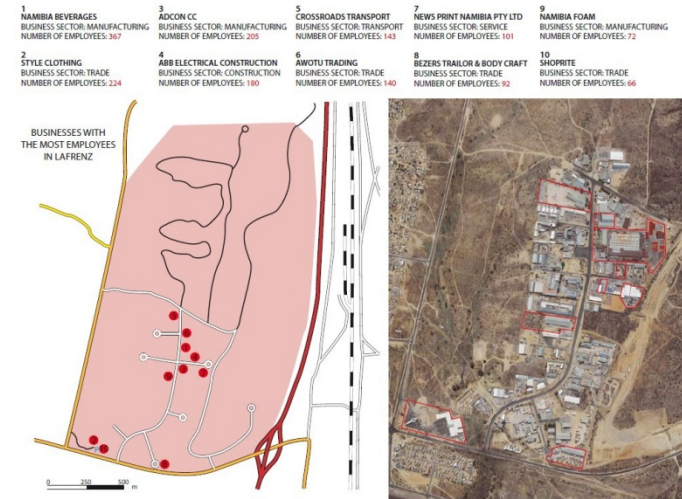 1
NAMIBIA BEVERAGES
BUSINESS SECTOR: MANUFACTURING
NUMBER OF EMPLOYEES: 367
3
ADCON CC
BUSINESS SECTOR: MANUFACTURING
NUMBER OF EMPLOYEES: 205
5
CROSSROADS TRANSPORT
BUSINESS SECTOR: TRANSPORT
NUMBER OF EMPLOYEES: 143
7
NEWS PRINT NAMIBIA PTY LTD
BUSINESS SECTOR: SERVICE
NUMBER OF EMPLOYEES: 101
9
NAMIBIA FOAM
BUSINESS SECTOR: MANUFACTURING
NUMBER OF EMPLOYEES: 72
2
STYLE CLOTHING
BUSINESS SECTOR: TRADE
NUMBER OF EMPLOYEES: 224
4
ABB ELECTRICAL CONSTRUCTION
BUSINESS SECTOR: CONSTRUCTION
NUMBER OF EMPLOYEES: 180
6
AWOTU TRADING
BUSINESS SECTOR: TRADE
NUMBER OF EMPLOYEES: 140
8
BEZERS TRAILOR & BODY CRAFT
BUSINESS SECTOR: TRADE
NUMBER OF EMPLOYEES: 92
10
SHOPRITE
BUSINESS SECTOR: TRADE
NUMBER OF EMPLOYEES: 66
BUSINESSES WITH
THE MOST EMPLOYEES
IN LAFRENZ
0 250 500 m